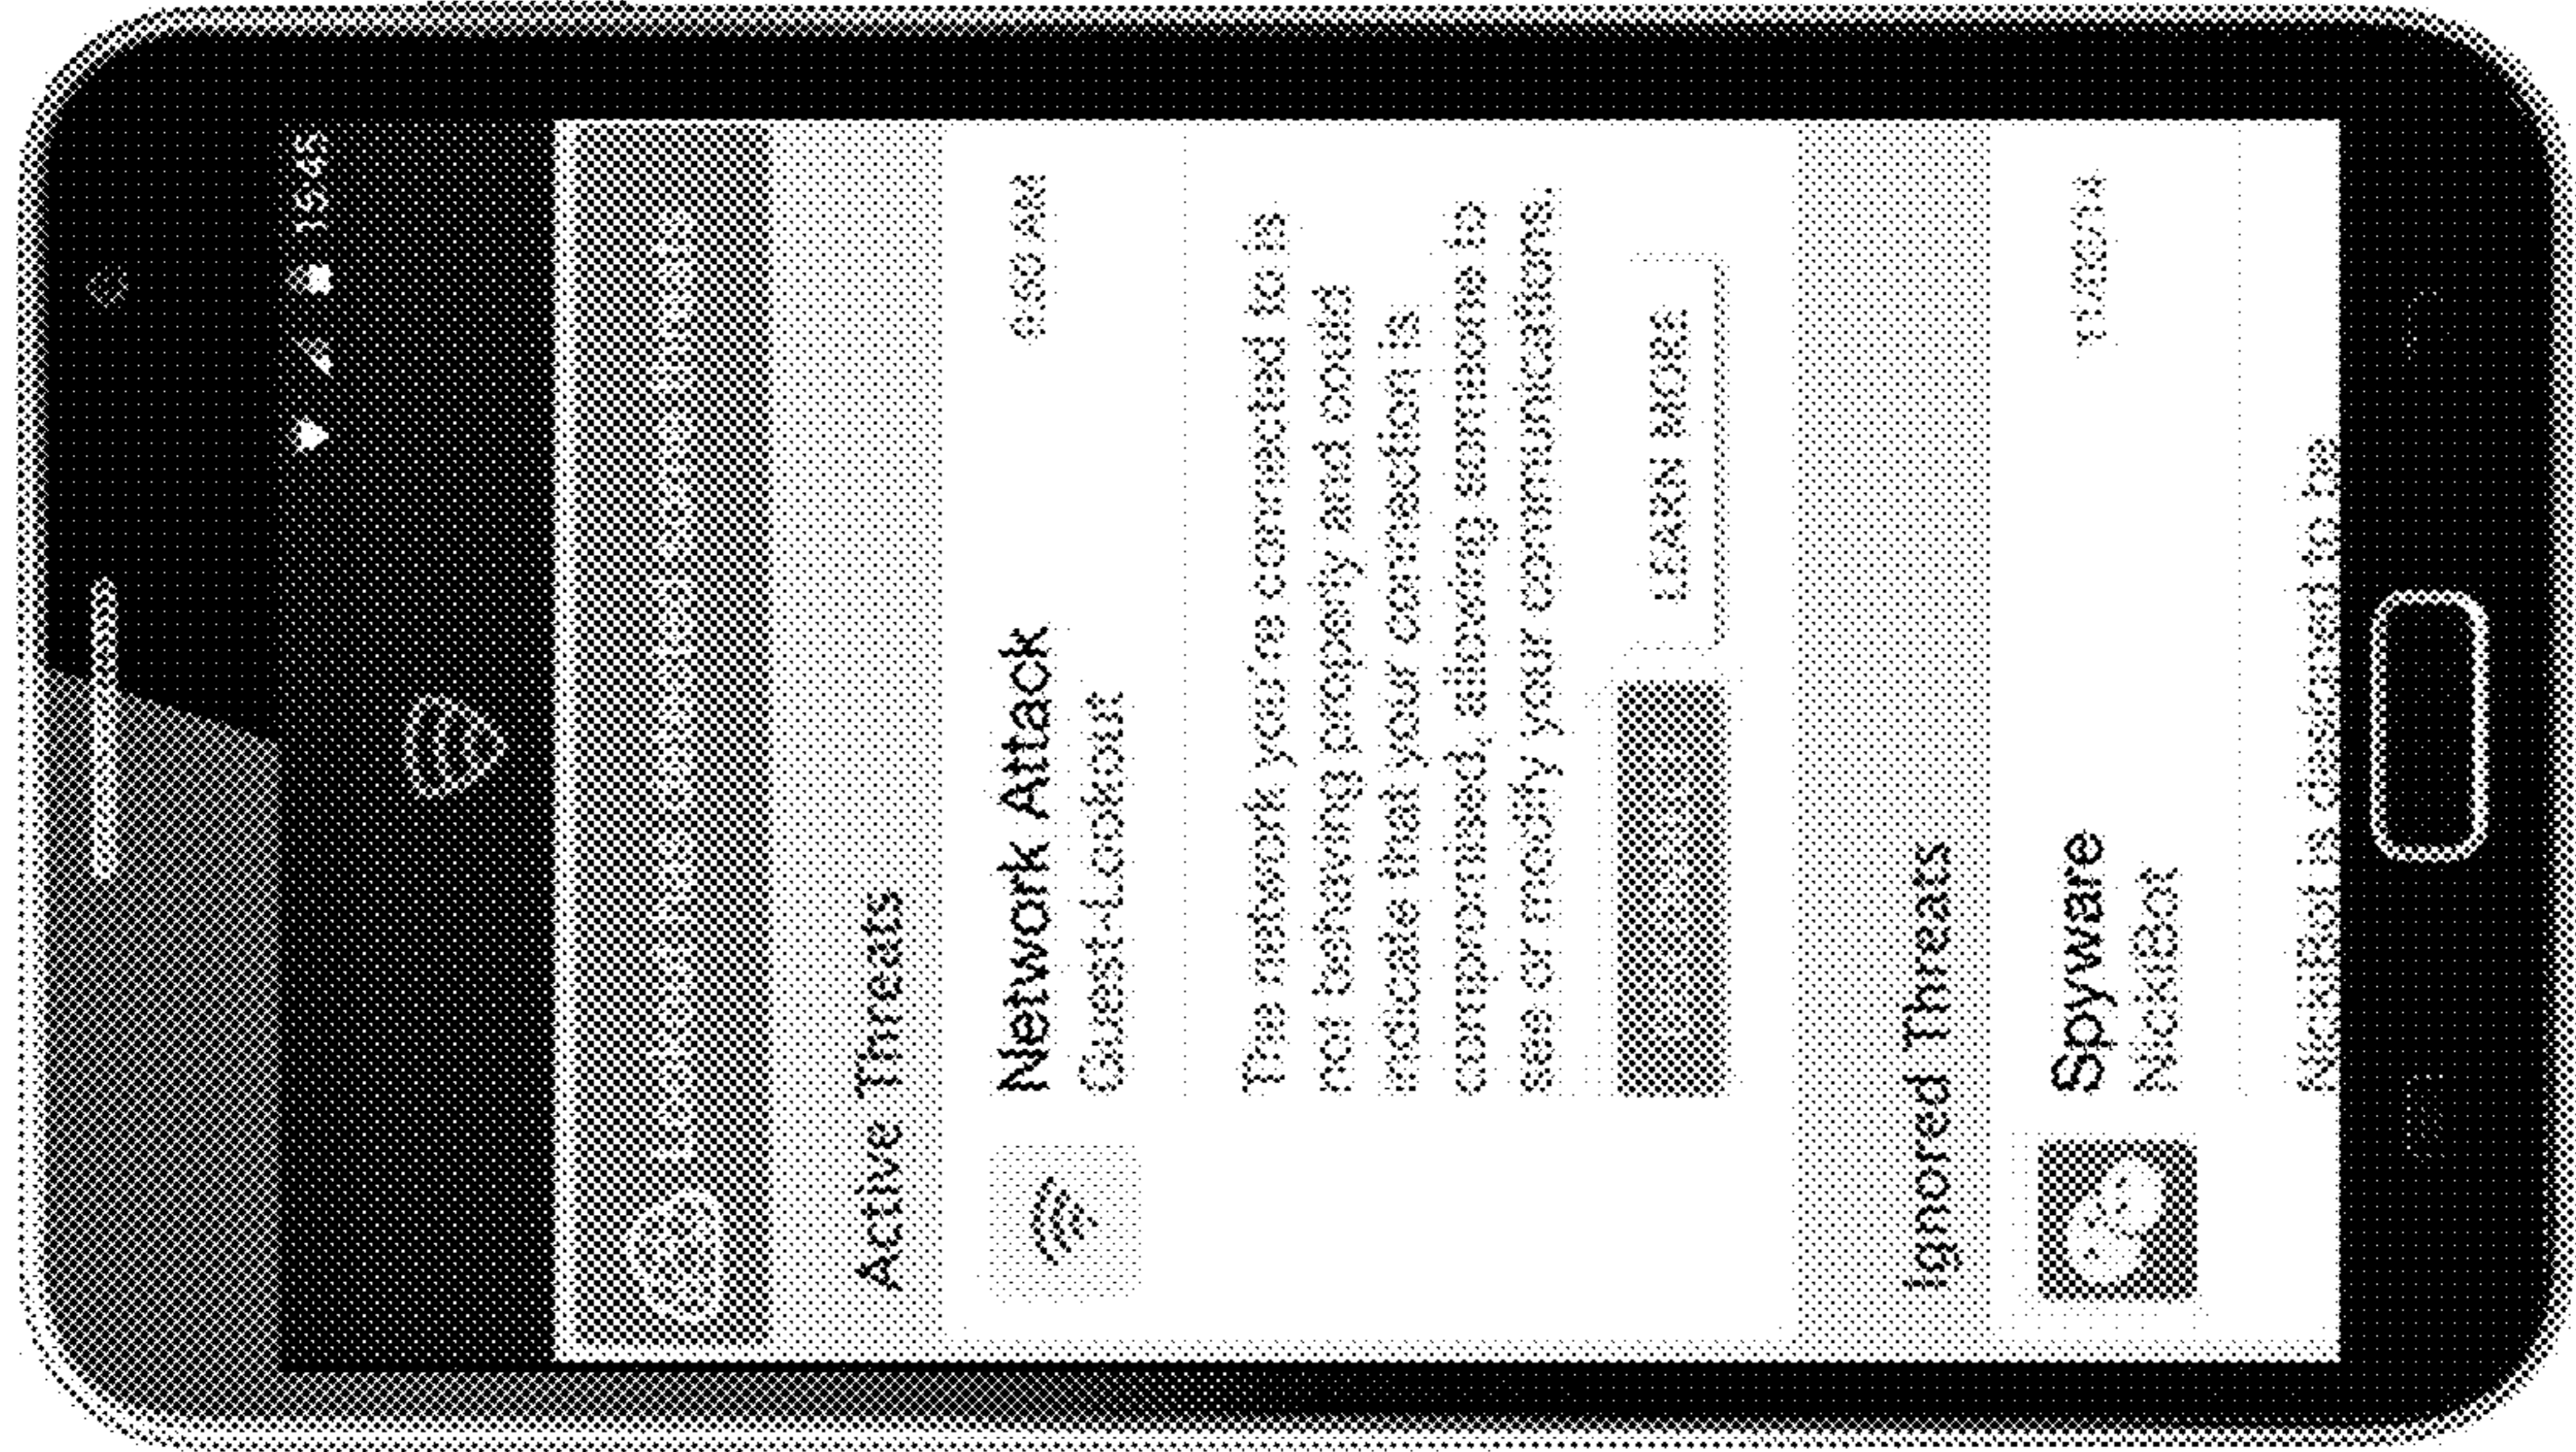 15:45
Active Threats
Network Attack
Guest-Lookout
The network you're connected to is
not behaving properly and could
indicate that your connection is
compromised, allowing someone to
see or modify your communications.
LEARN MORE
Ignored Threats
Spyware
NickiBot
NickiBot is designed to be